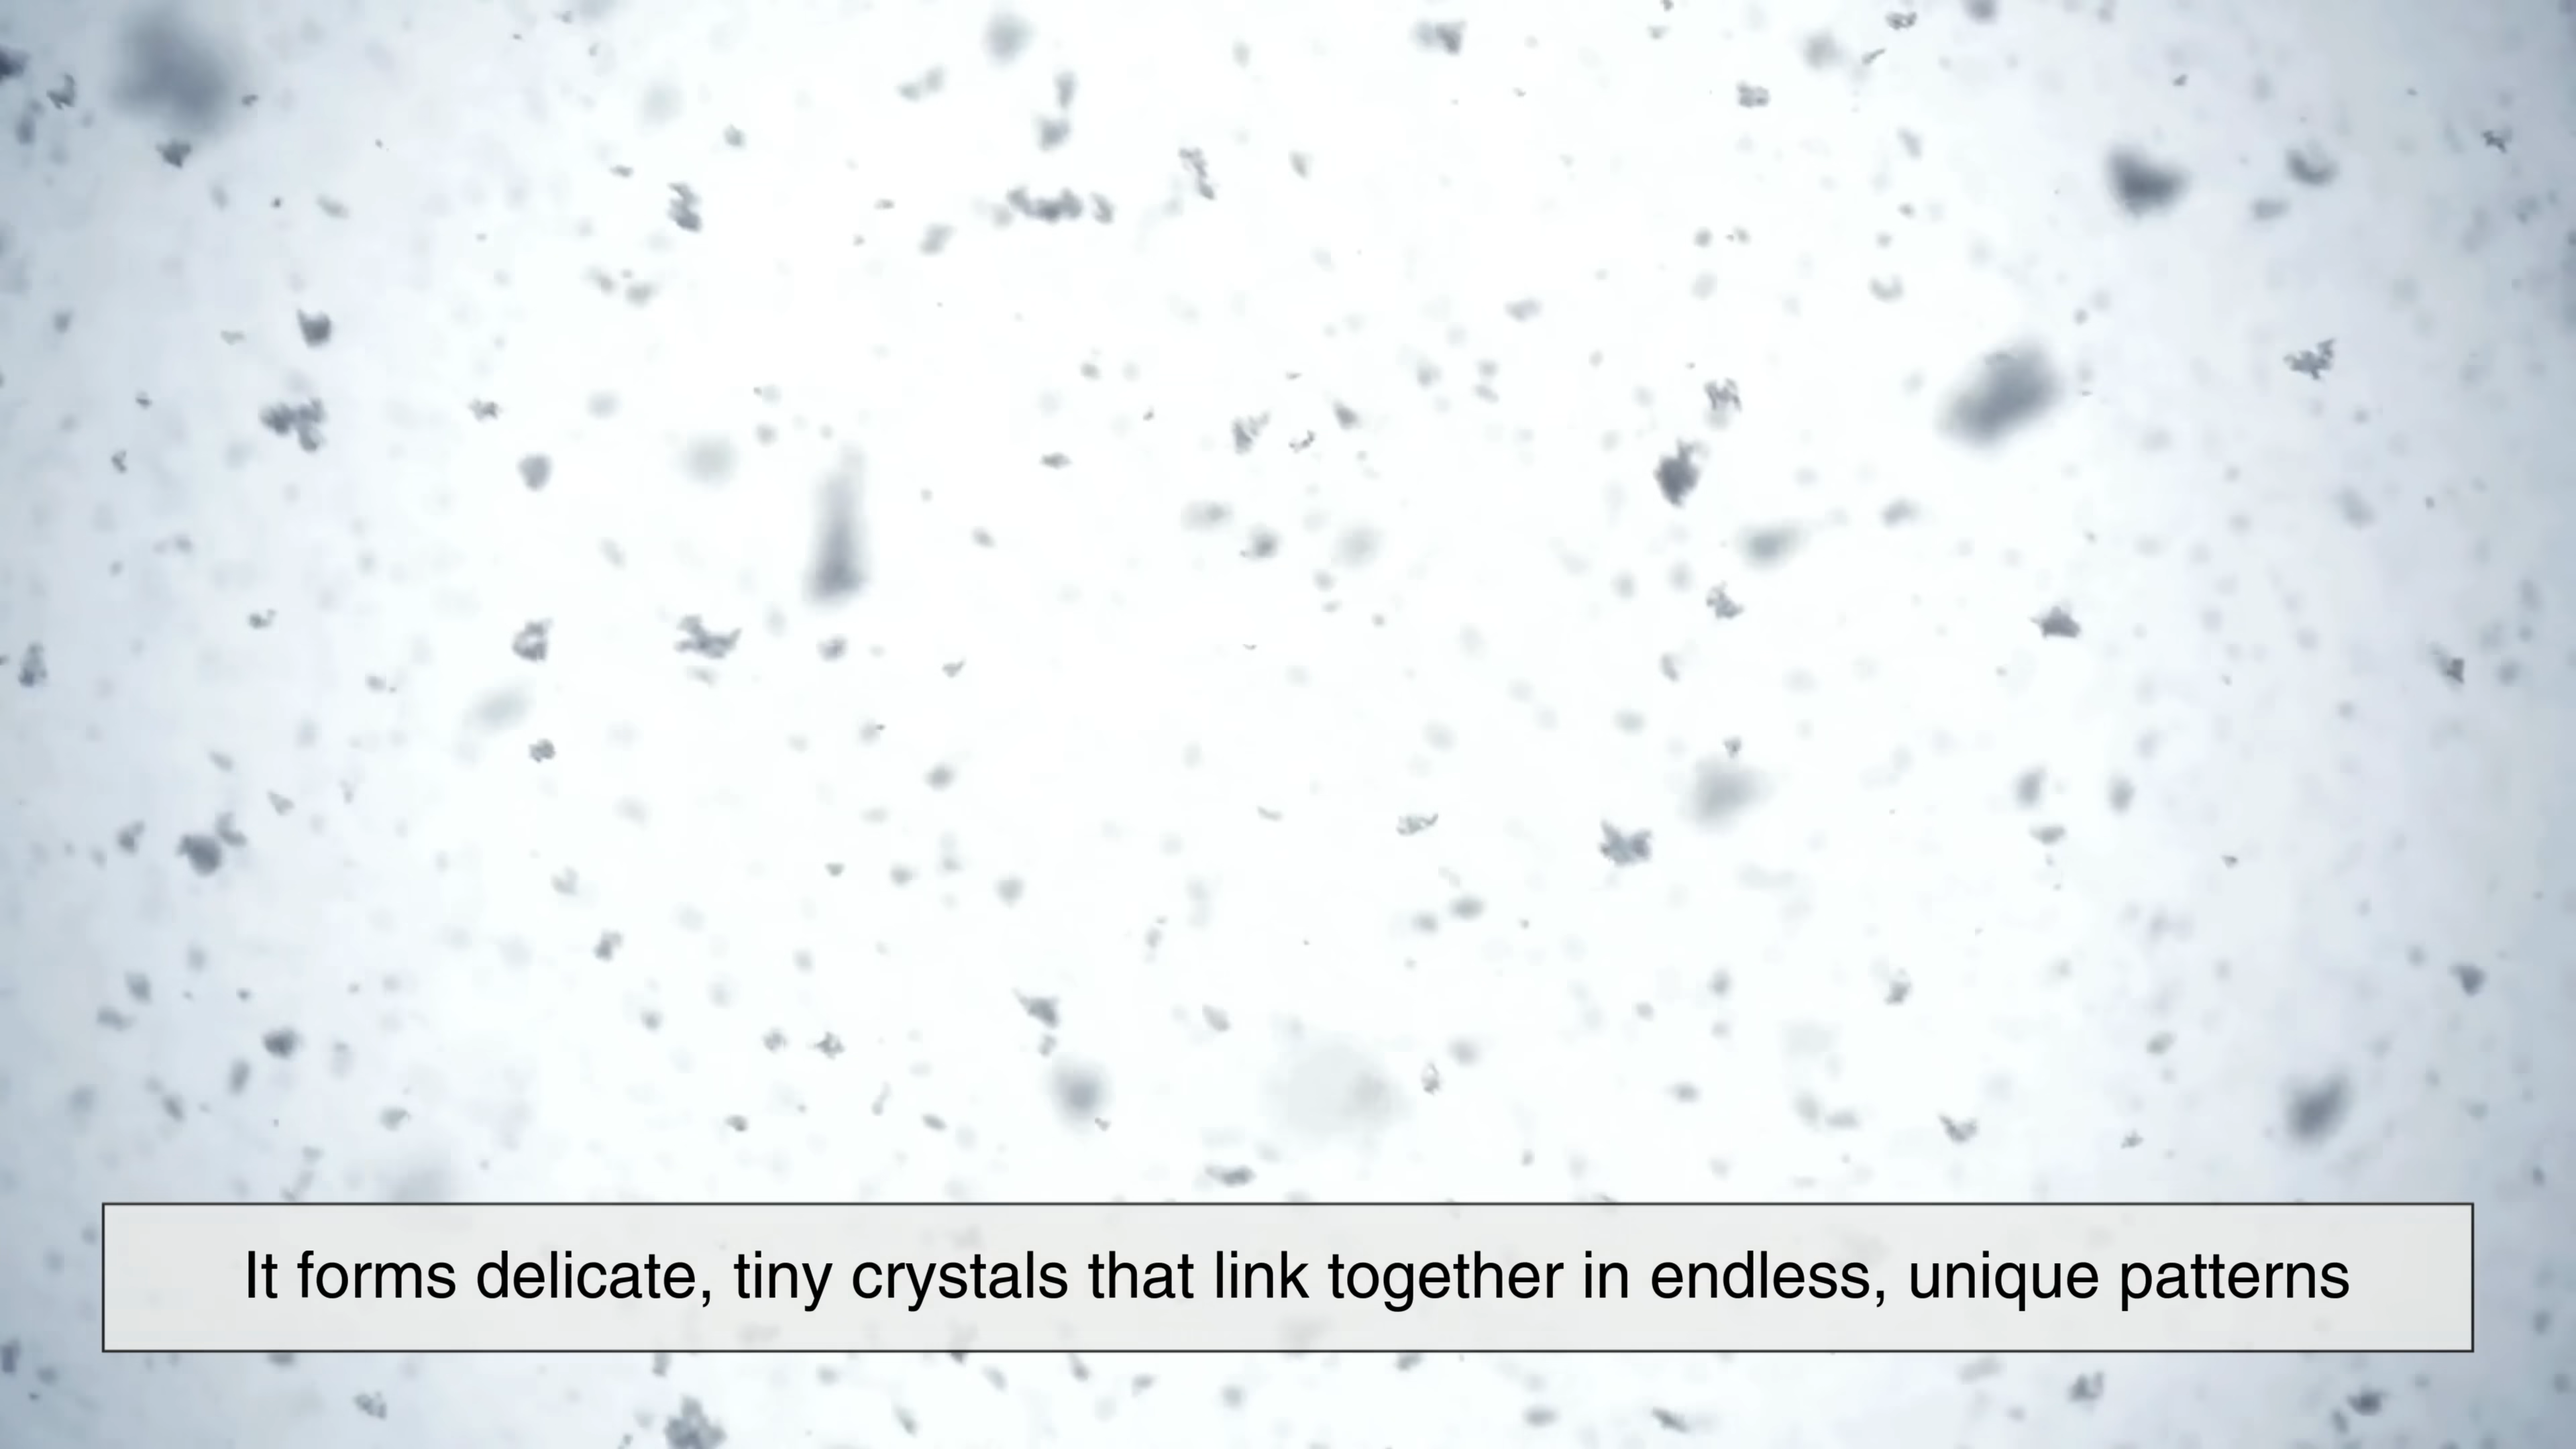 It forms delicate, tiny crystals that link together in endless, unique patterns